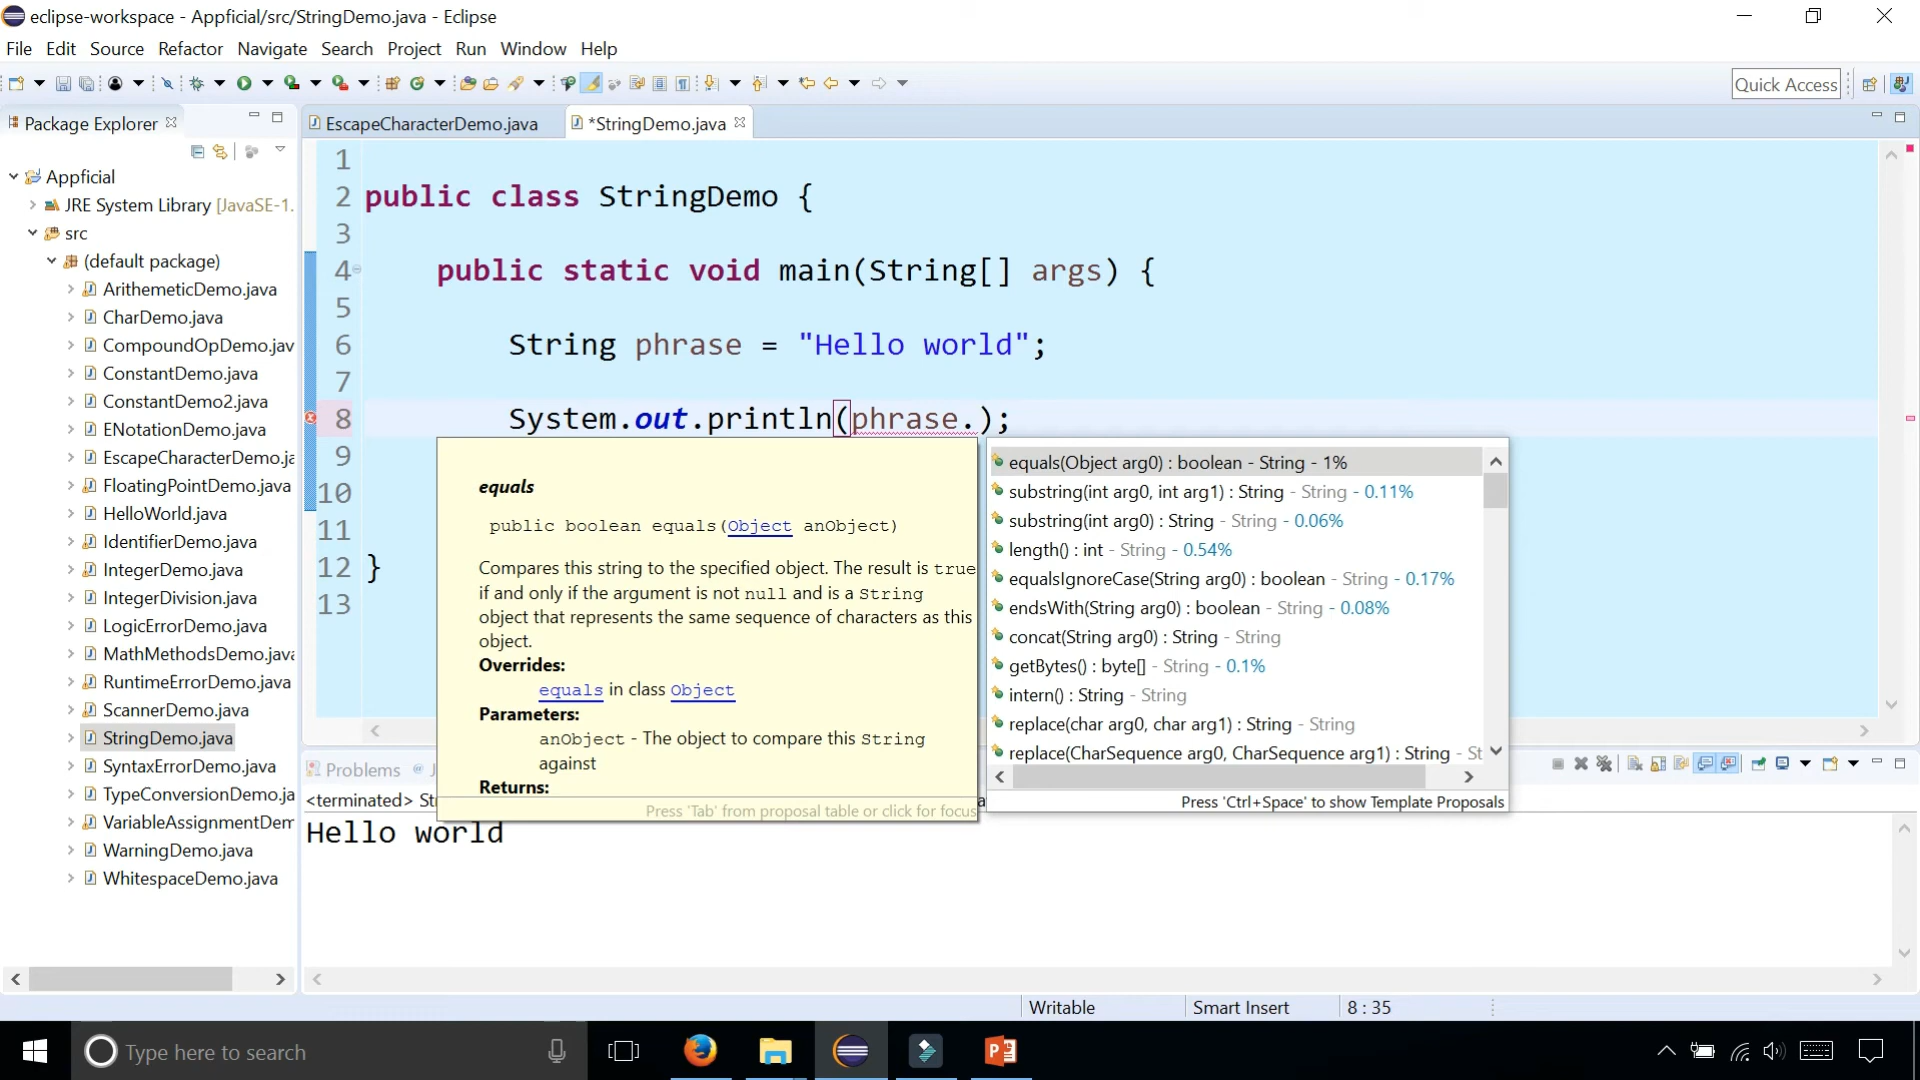 eclipse-workspace - Appficial/src/StringDemo.java - Eclipse
File Edit Source Refactor Navigate Search Project Run Window Help
Quick Access
Package Explorer
EscapeCharacterDemo.java
*StringDemo.java
Appficial
JRE System Library [JavaSE-1.
src
(default package)
ArithemeticDemo.java
CharDemo.java
CompoundOpDemo.jav
ConstantDemo.java
ConstantDemo2.java
ENotationDemo.java
EscapeCharacterDemo.ja
FloatingPointDemo.java
HelloWorld.java
IdentifierDemo.java
IntegerDemo.java
IntegerDivision.java
LogicErrorDemo.java
MathMethodsDemo.java
RuntimeErrorDemo.java
ScannerDemo.java
StringDemo.java
SyntaxErrorDemo.java
TypeConversionDemo.ja
VariableAssignmentDem
WarningDemo.java
WhitespaceDemo.java
1
2 public class StringDemo {
3
4 public static void main(String[] args) {
5
6 String phrase = "Hello world";
7
8 System.out.println(phrase.);
9
10
11
12 }
13
equals
public boolean equals(Object anObject)
Compares this string to the specified object. The result is true
if and only if the argument is not null and is a String
object that represents the same sequence of characters as this
object.
Overrides:
equals in class Object
Parameters:
anObject - The object to compare this String
against
Returns:
Press 'Tab' from proposal table or click for focus
equals(Object arg0) : boolean - String - 1%
substring(int arg0, int arg1) : String - String - 0.11%
substring(int arg0) : String - String - 0.06%
length() : int - String - 0.54%
equalsIgnoreCase(String arg0) : boolean - String - 0.17%
endsWith(String arg0) : boolean - String - 0.08%
concat(String arg0) : String - String
getBytes() : byte[] - String - 0.1%
intern() : String - String
replace(char arg0, char arg1) : String - String
replace(CharSequence arg0, CharSequence arg1) : String - St
Press 'Ctrl+Space' to show Template Proposals
Problems
<terminated> St
Hello world
Writable
Smart Insert
8 : 35
Type here to search